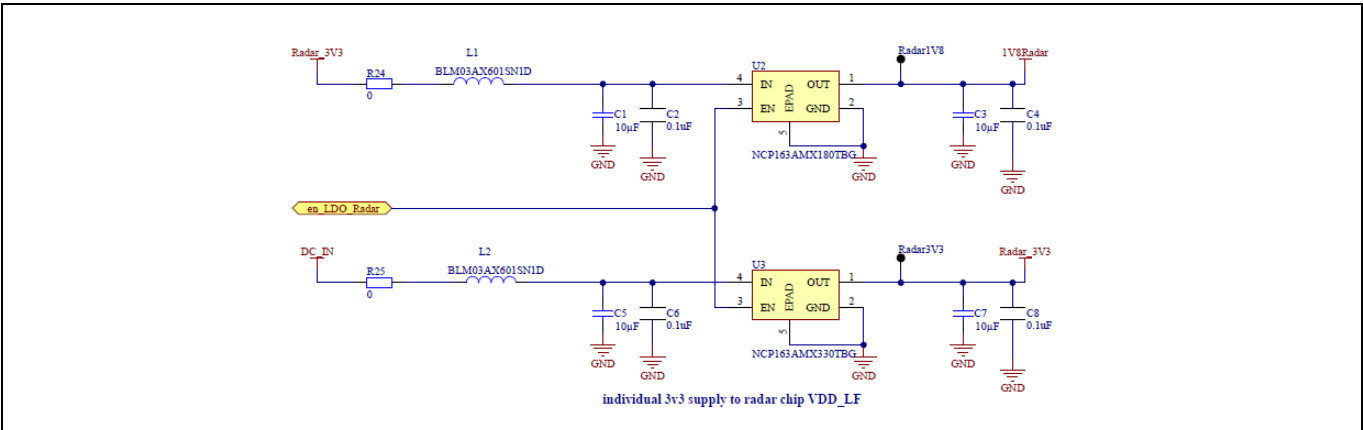 Radar_3V3
R24
0
L1
BLM03AX601SN1D
C1
10µF
GND
C2
0.1uF
GND
U2
4 IN OUT 1
3 EN GND 2
EPAD
5
NCP163AMX180TBG
GND
Radar1V8
1V8Radar
C3
10µF
GND
C4
0.1uF
GND
en_LDO_Radar
DC_IN
R25
0
L2
BLM03AX601SN1D
C5
10µF
GND
C6
0.1uF
GND
U3
4 IN OUT 1
3 EN GND 2
EPAD
5
NCP163AMX330TBG
GND
Radar3V3
Radar_3V3
C7
10µF
GND
C8
0.1uF
GND
individual 3v3 supply to radar chip VDD_LF